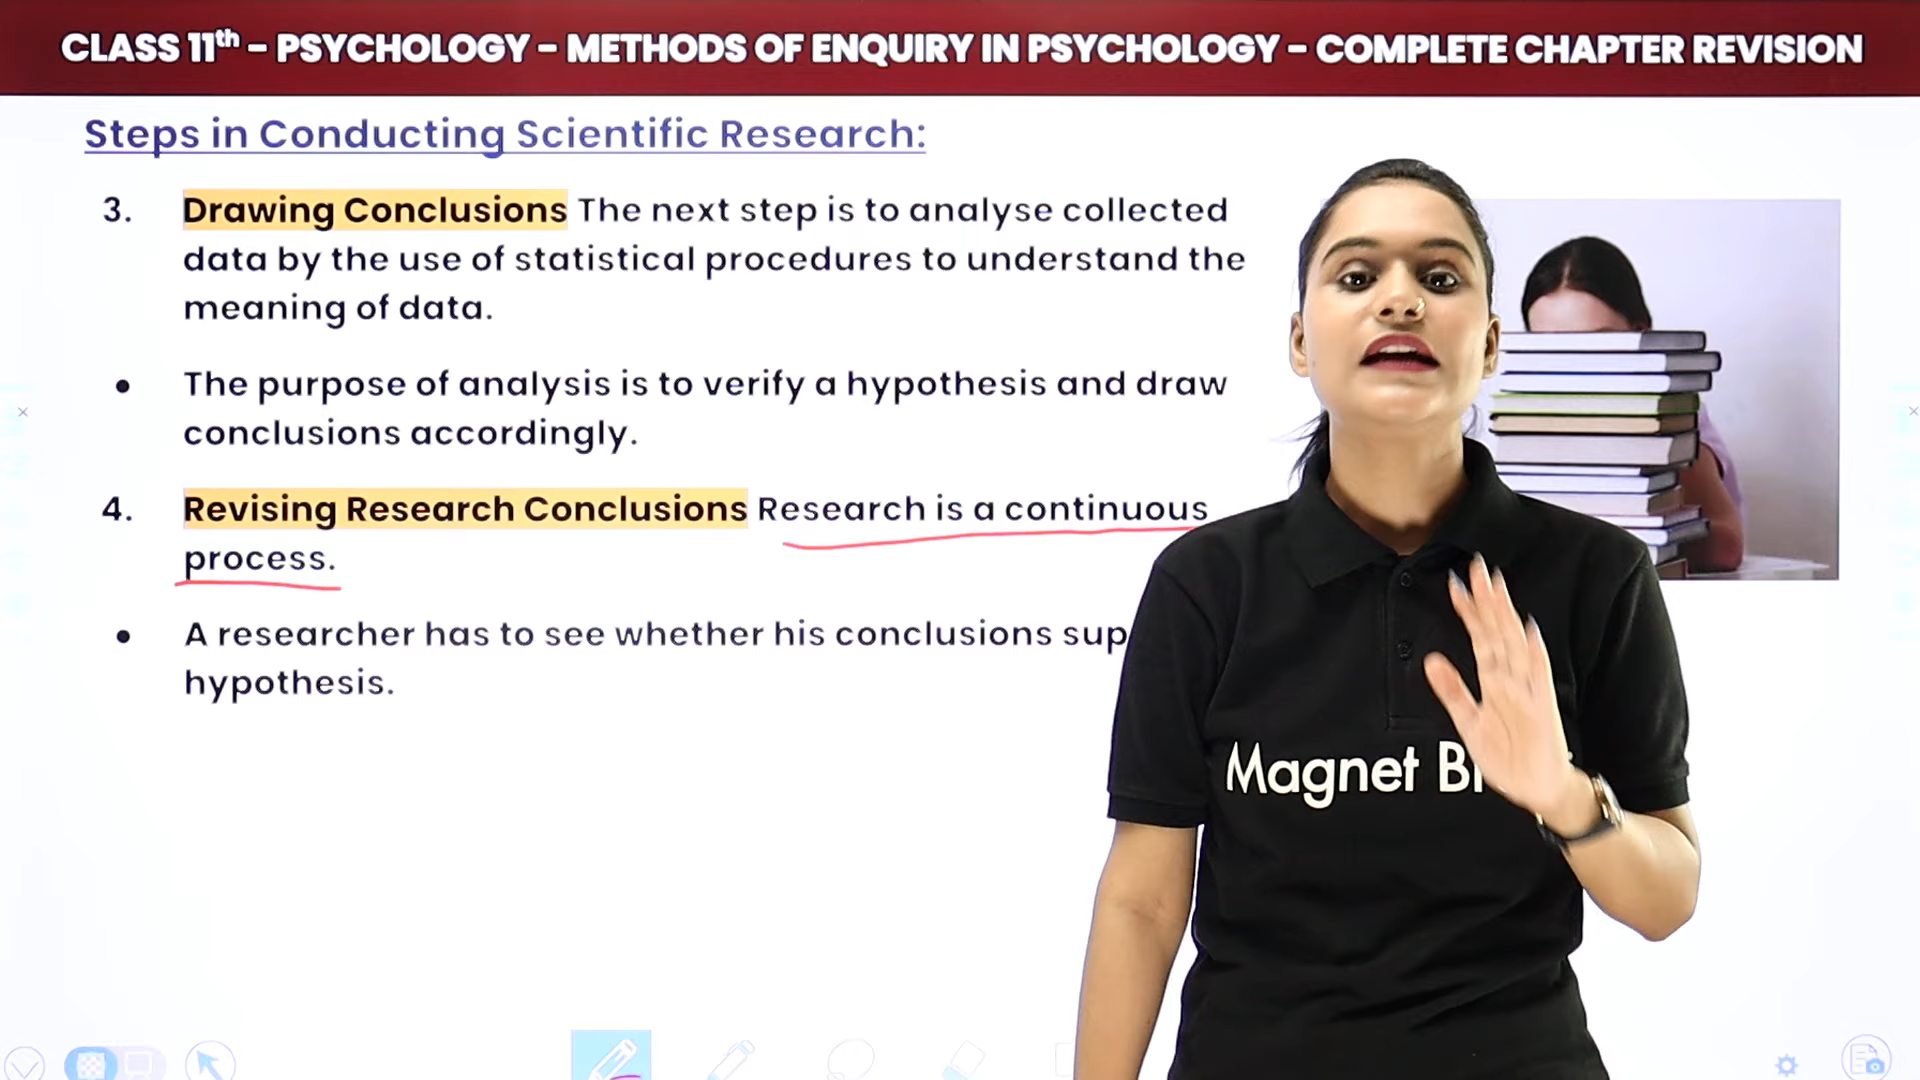 CLASS 11th – PSYCHOLOGY – METHODS OF ENQUIRY IN PSYCHOLOGY – COMPLETE CHAPTER REVISION
Steps in Conducting Scientific Research:
3. Drawing Conclusions The next step is to analyse collected
data by the use of statistical procedures to understand the
meaning of data.
• The purpose of analysis is to verify a hypothesis and draw
conclusions accordingly.
4. Revising Research Conclusions Research is a continuous
process.
• A researcher has to see whether his conclusions
hypothesis.
Magnet